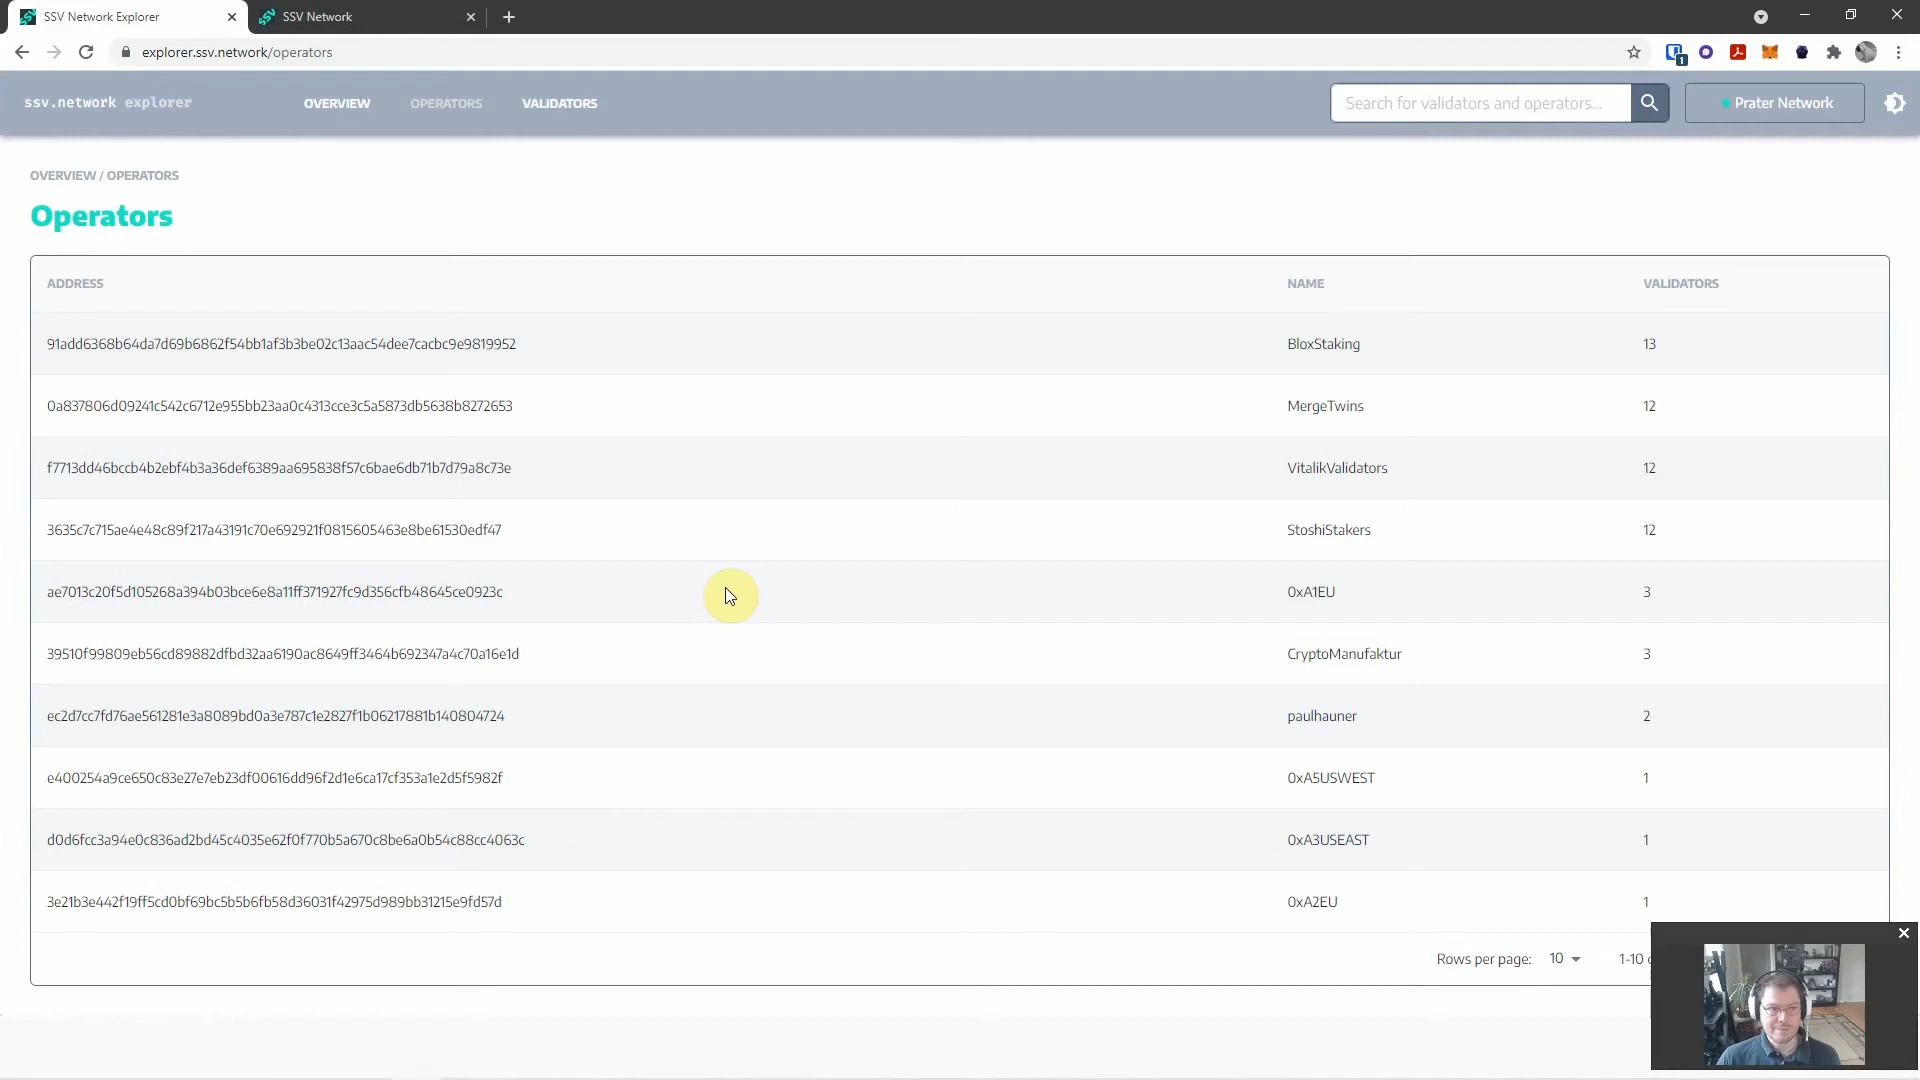 SSV Network Explorer
SSV Network
explorer.ssv.network/operators
1
ssv.network explorer
OVERVIEW
OPERATORS
VALIDATORS
Search for validators and operators...
Prater Network
OVERVIEW / OPERATORS
Operators
ADDRESS NAME VALIDATORS
91add6368b64da7d69b6862f54bb1af3b3be02c13aac54dee7cacbc9e9819952 BloxStaking 13
0a837806d09241c542c6712e955bb23aa0c4313cce3c5a5873db5638b8272653 MergeTwins 12
f7713dd46bccb4b2ebf4b3a36def6389aa695838f57c6bae6db71b7d79a8c73e VitalikValidators 12
3635c7c715ae4e48c89f217a43191c70e692921f0815605463e8be61530edf47 StoshiStakers 12
ae7013c20f5d105268a394b03bce6e8a11ff371927fc9d356cfb48645ce0923c 0xA1EU 3
39510f99809eb56cd89882dfbd32aa6190ac8649ff3464b692347a4c70a16e1d CryptoManufaktur 3
ec2d7cc7fd76ae561281e3a8089bd0a3e787c1e2827f1b06217881b140804724 paulhauner 2
e400254a9ce650c83e27e7eb23df00616dd96f2d1e6ca17cf353a1e2d5f5982f 0xA5USWEST 1
d0d6fcc3a94e0c836ad2bd45c4035e62f0f770b5a670c8be6a0b54c88cc4063c 0xA3USEAST 1
3e21b3e442f19ff5cd0bf69bc5b5b6fb58d36031f42975d989bb31215e9fd57d 0xA2EU 1
Rows per page: 10 1-10